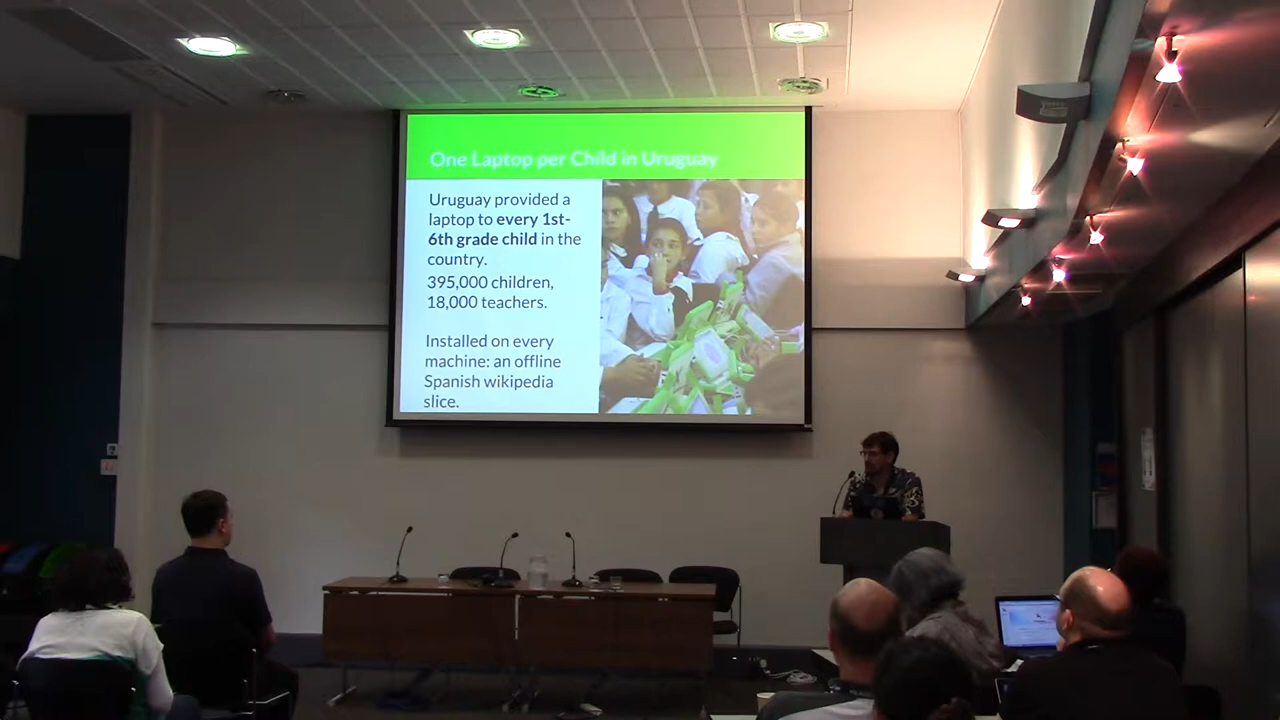 One Laptop per Child in Uruguay
Uruguay provided a
laptop to every 1st-
6th grade child in the
country.
395,000 children,
18,000 teachers.
Installed on every
machine: an offline
Spanish wikipedia
slice.